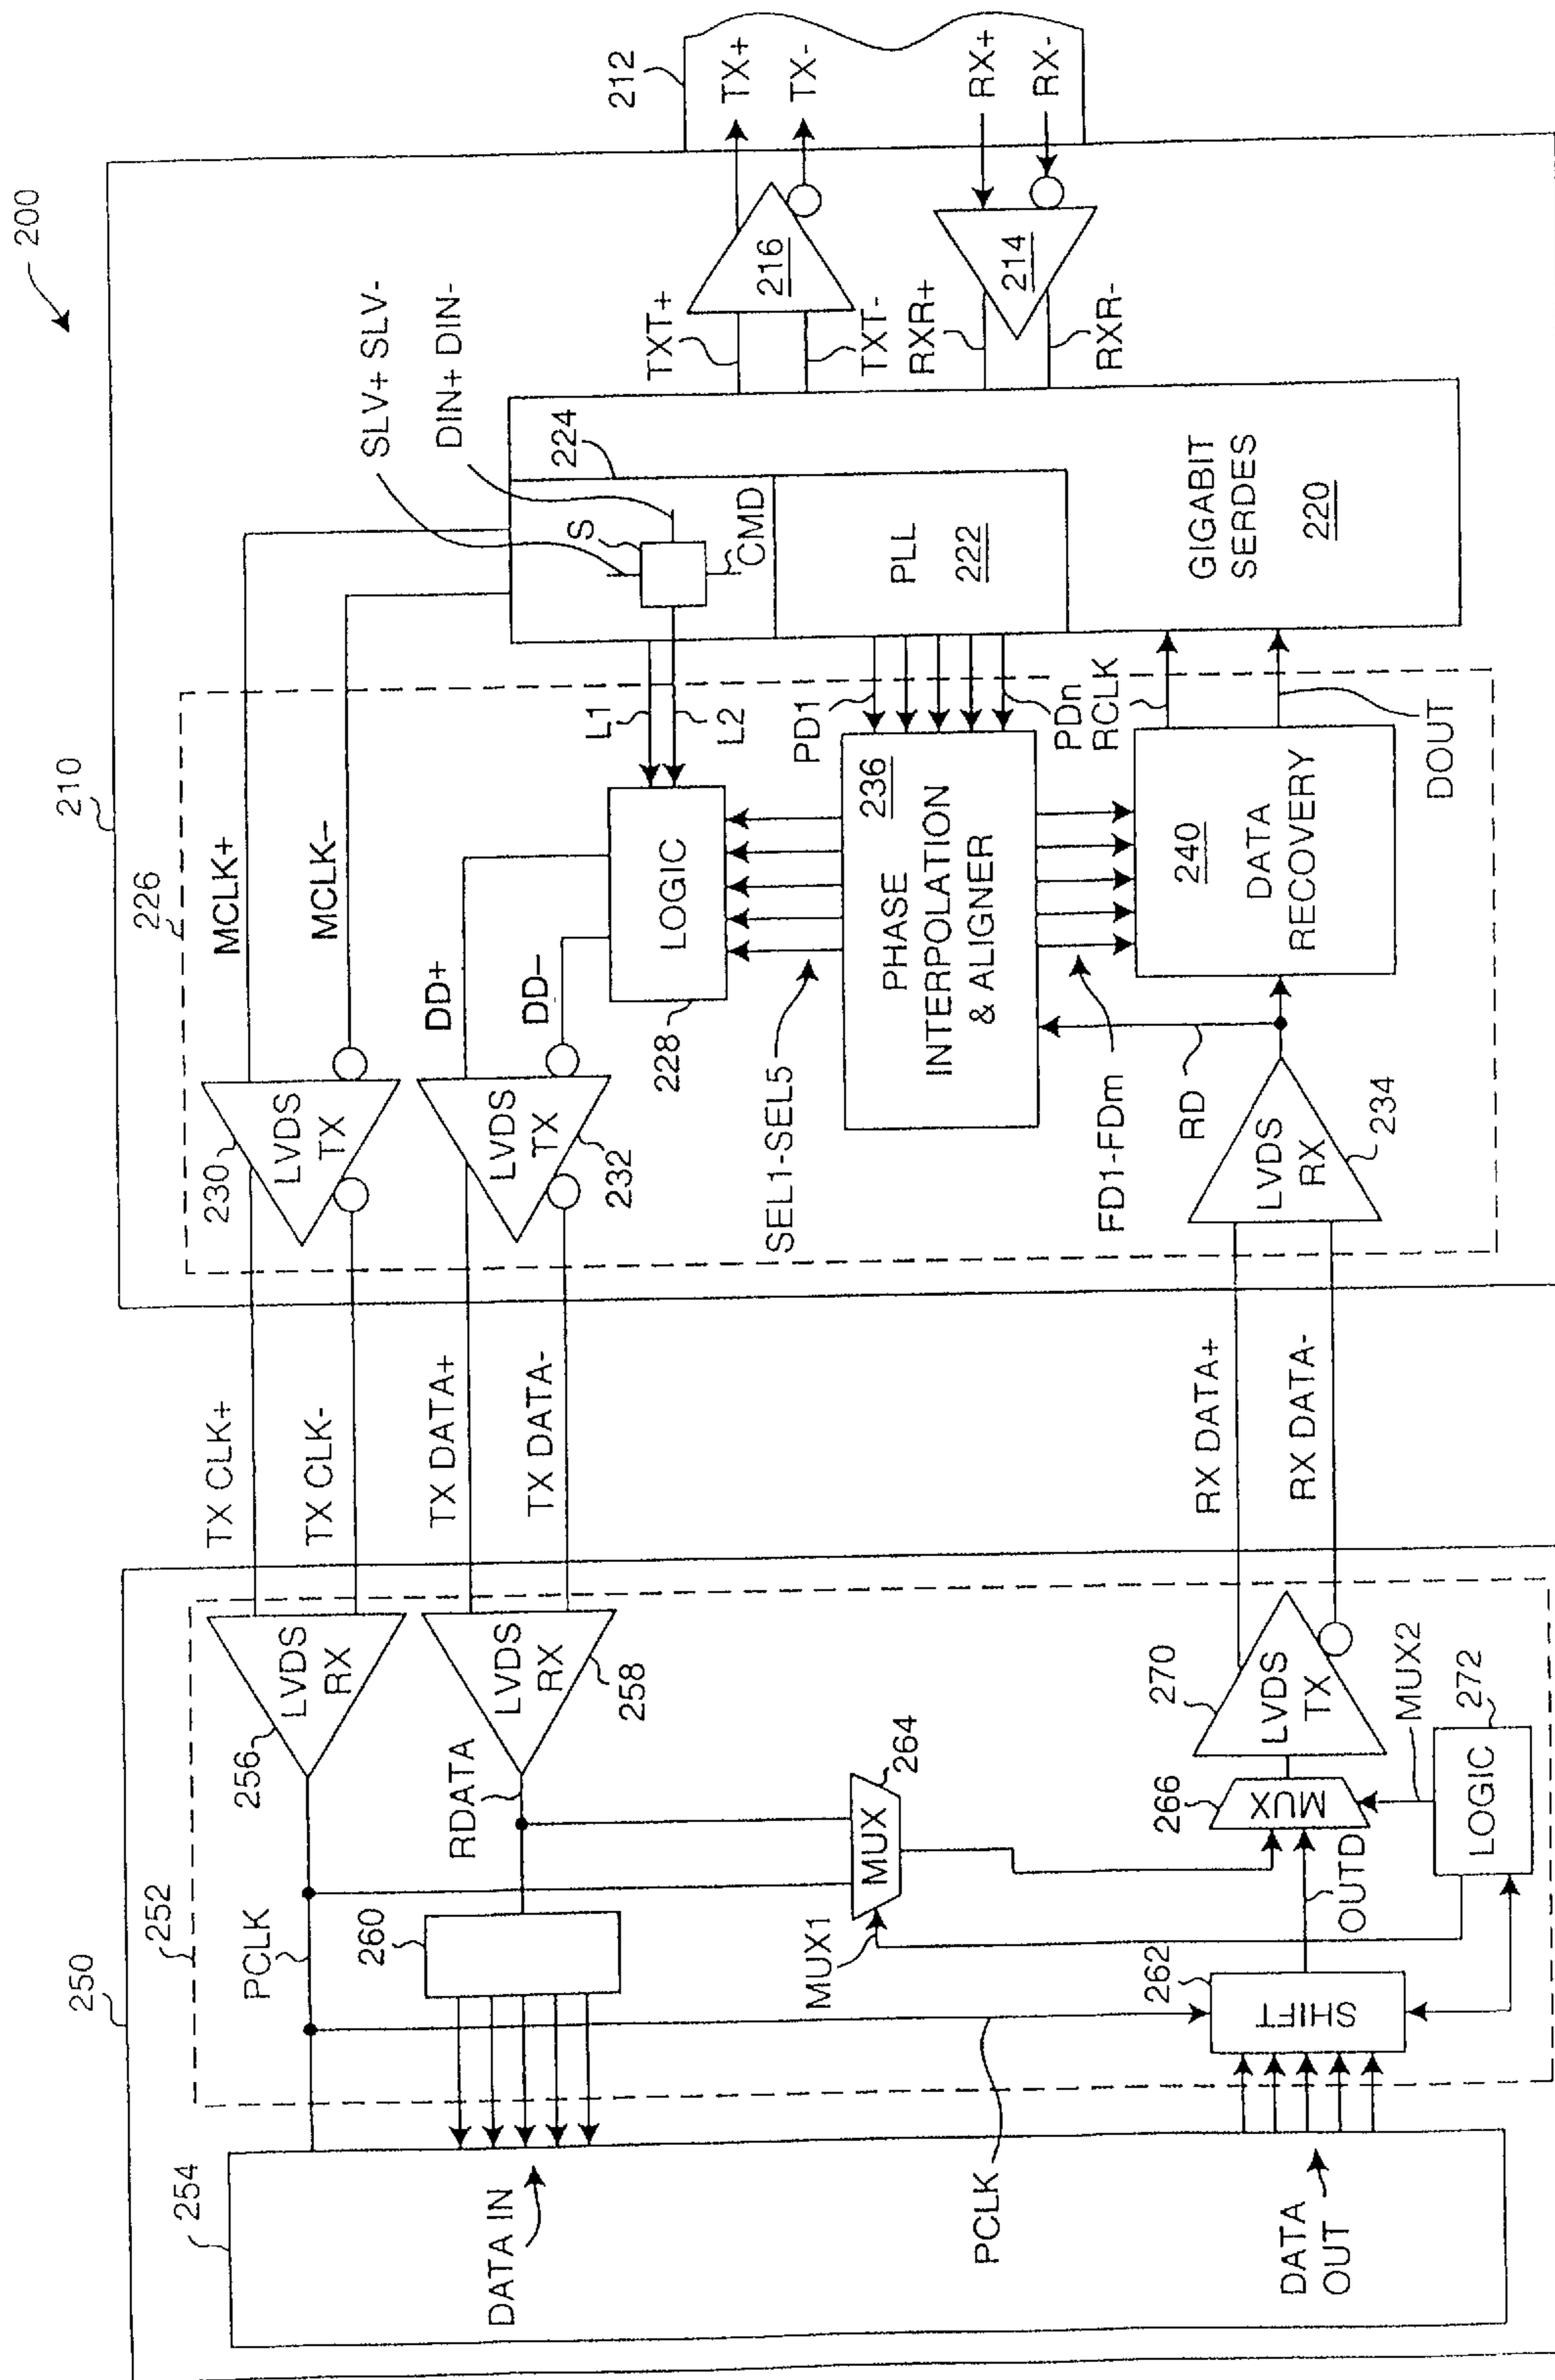 200
210
212
TX+
TX-
RX+
RX-
216
214
TXT+
TXT-
RXR+
RXR-
SLV+ SLV-
DIN+ DIN-
224
S
CMD
PLL
222
GIGABIT
SERDES
220
226
MCLK+
MCLK−
L1
L2
PD1
PDn
RCLK
DOUT
LOGIC
228
236
PHASE
INTERPOLATION
& ALIGNER
240
DATA
RECOVERY
DD+
DD−
SEL1-SEL5
FD1-FDm
RD
LVDS
TX
230
LVDS
TX
232
LVDS
RX
234
TX CLK+
TX CLK-
TX DATA+
TX DATA-
RX DATA+
RX DATA-
250
252
LVDS
RX
256
LVDS
RX
258
RDATA
PCLK
260
MUX
264
MUX1
LVDS
TX
270
MUX
266
MUX2
LOGIC
272
OUTD
SHIFT
262
254
DATA IN
PCLK
DATA
OUT